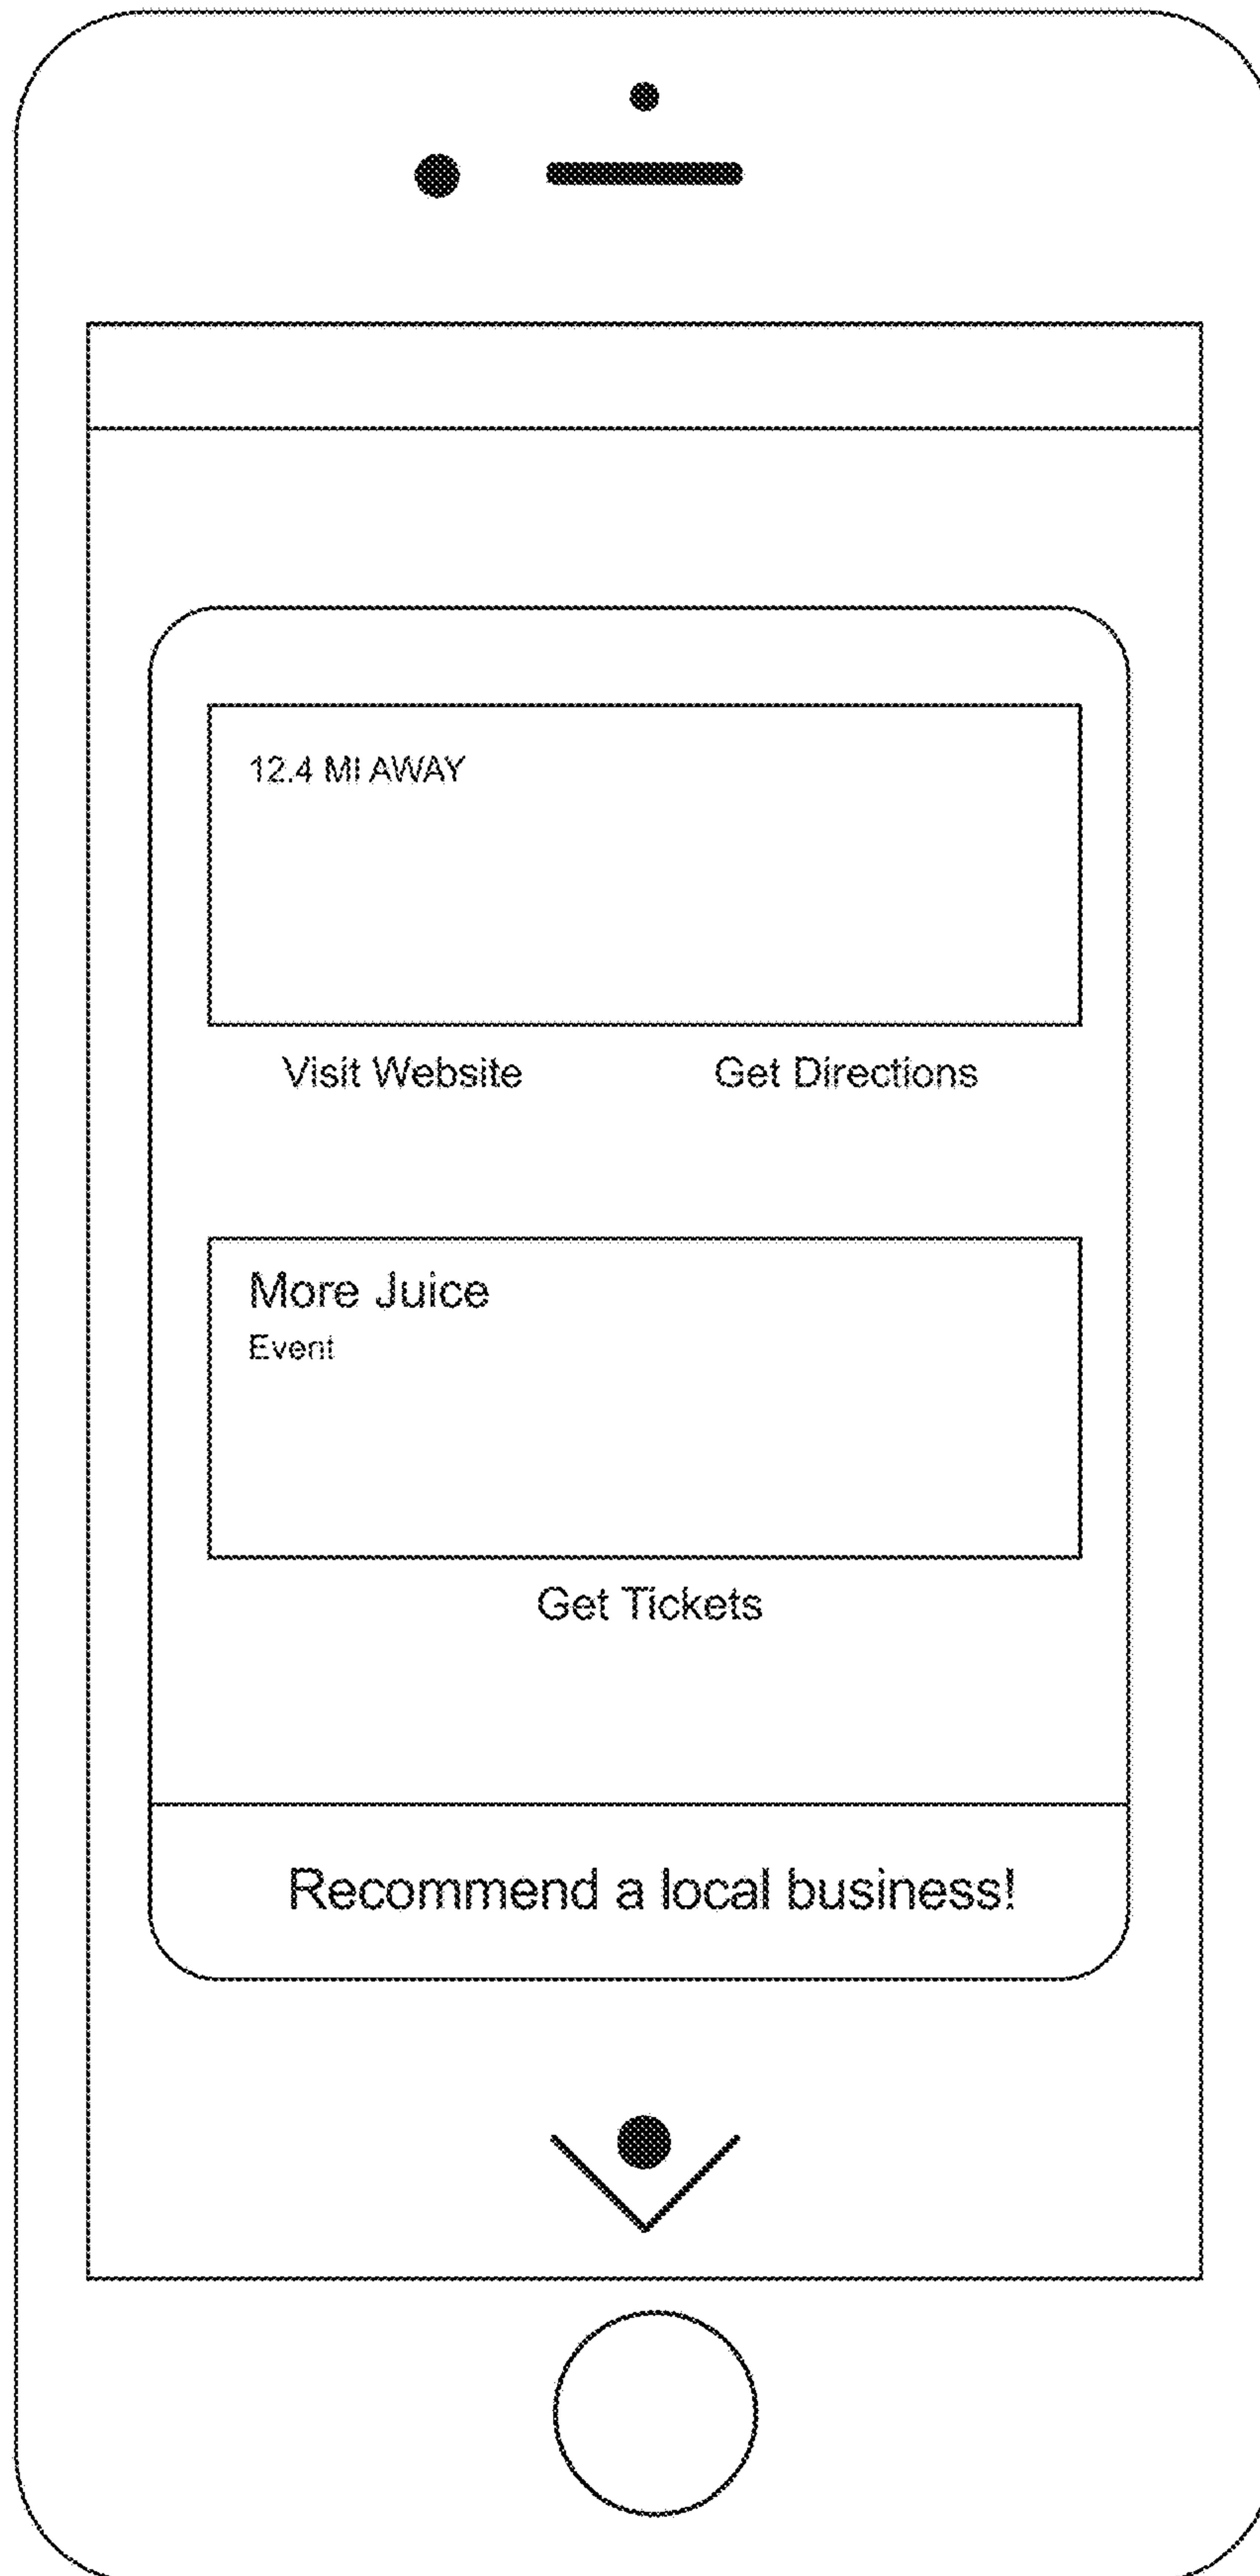 12.4 MI AWAY
Visit Website Get Directions
More Juice
Event
Get Tickets
Recommend a local business!